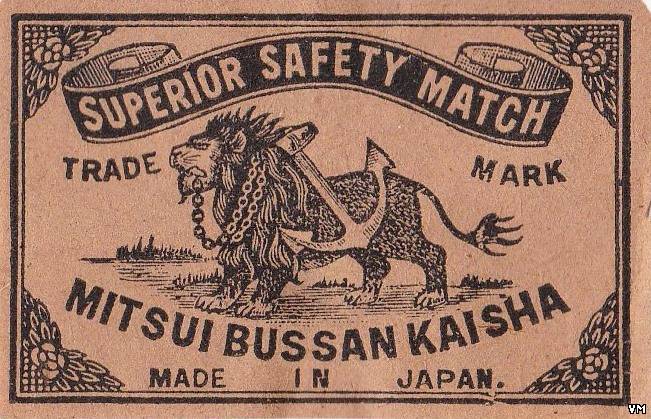 SUPERIOR SAFETY MATCH
TRADE MARK
MITSUI BUSSAN KAISHA
MADE IN JAPAN.
VM